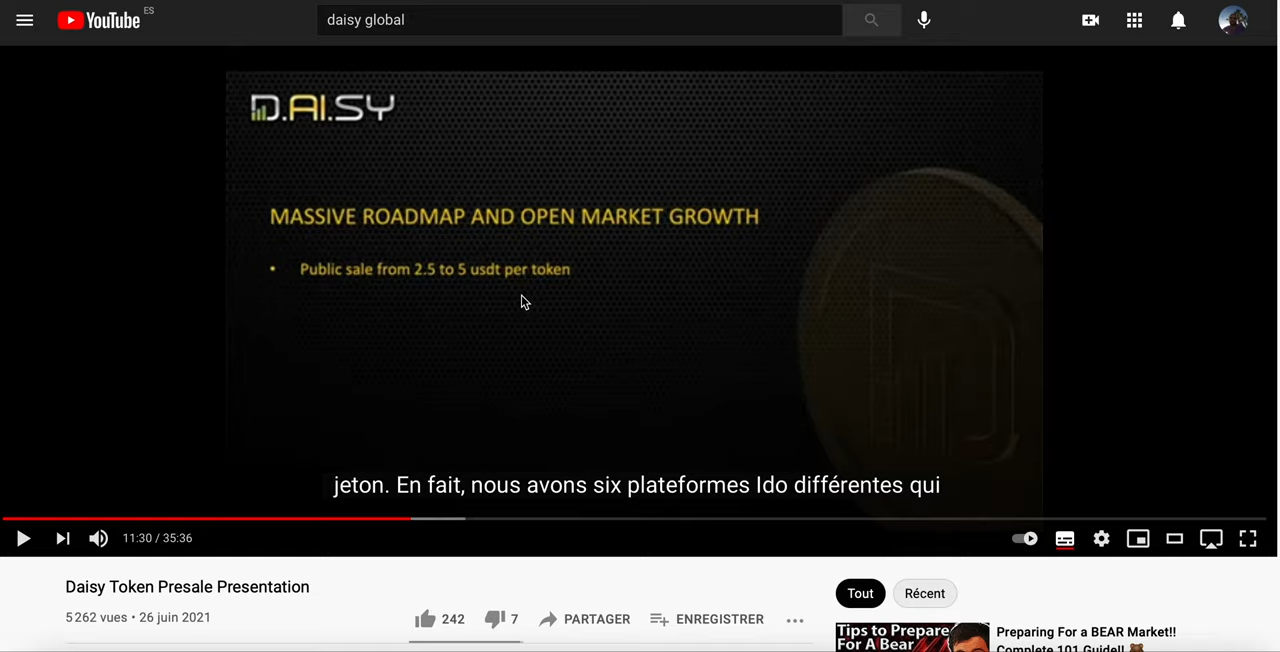 YouTube ES
daisy global
D.AI.SY
MASSIVE ROADMAP AND OPEN MARKET GROWTH
• Public sale from 2.5 to 5 usdt per token
jeton. En fait, nous avons six plateformes Ido différentes qui
11:30 / 35:36
Daisy Token Presale Presentation
5 262 vues • 26 juin 2021
242
7
PARTAGER
ENREGISTRER
Tout
Récent
Tips to Prepare
For A Bear
Preparing For a BEAR Market!!
Complete 101 Guide!!